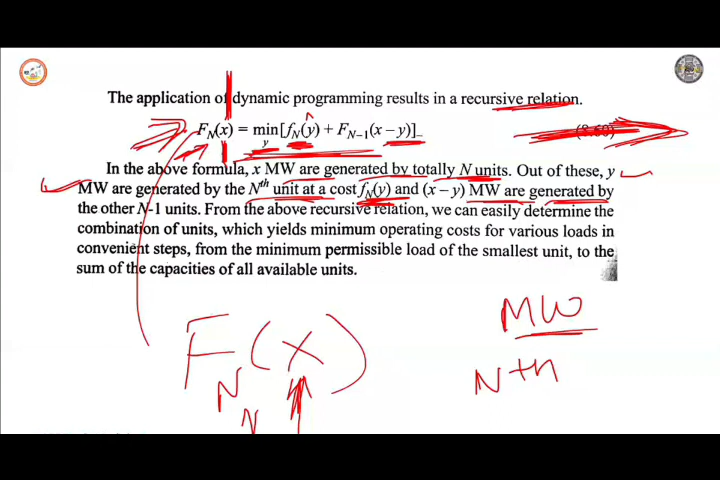 The application of dynamic programming results in a recursive relation.
F_N(x) = min_y[f_N(y) + F_{N-1}(x-y)]
In the above formula, x MW are generated by totally N units. Out of these, y
MW are generated by the N^th unit at a cost f_N(y) and (x-y) MW are generated by
the other N-1 units. From the above recursive relation, we can easily determine the
combination of units, which yields minimum operating costs for various loads in
convenient steps, from the minimum permissible load of the smallest unit, to the
sum of the capacities of all available units.
MW
F_N(x)
Nth
N